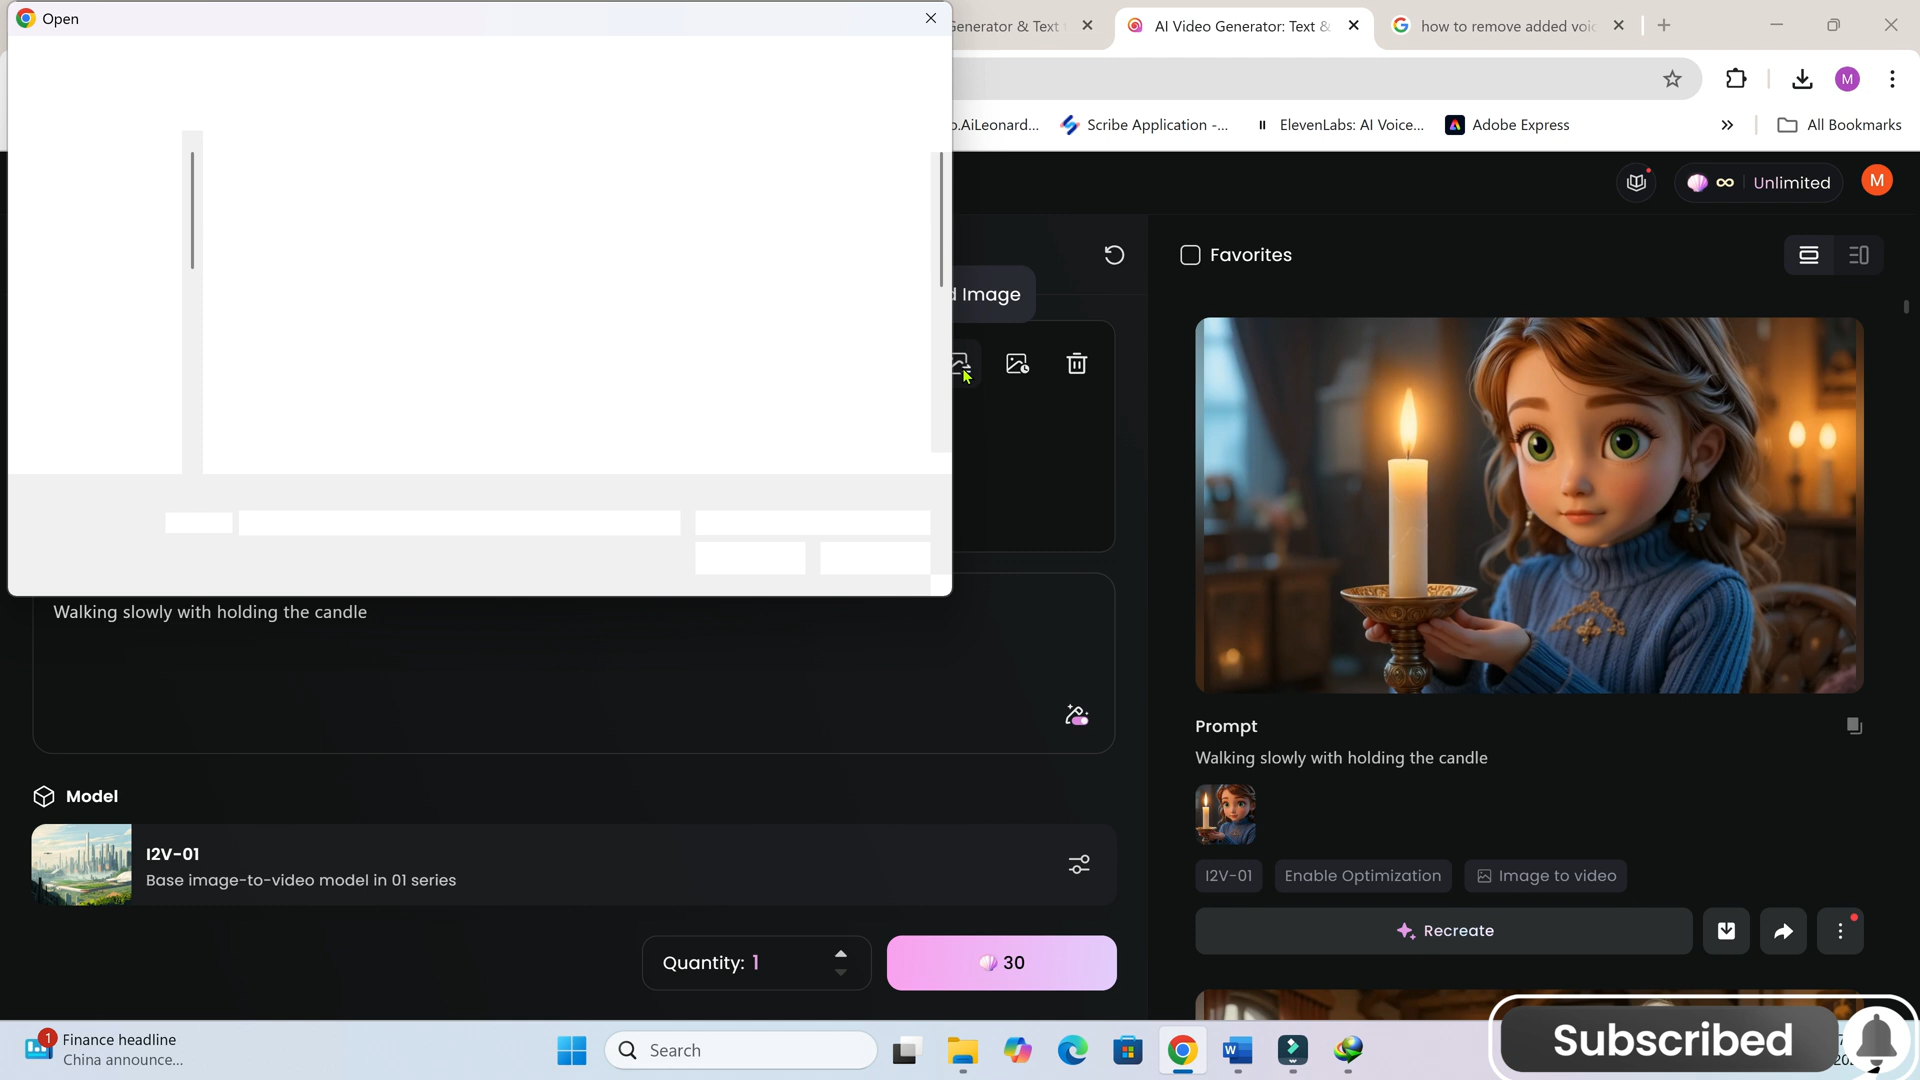 Open
Generator & Text
AI Video Generator: Text &
how to remove added voi
M
o.AiLeonard...
Scribe Application -...
ElevenLabs: AI Voice...
Adobe Express
All Bookmarks
Unlimited
M
Image
Favorites
Walking slowly with holding the candle
Model
I2V-01
Base image-to-video model in 01 series
Quantity: 1
30
Prompt
Walking slowly with holding the candle
I2V-01
Enable Optimization
Image to video
Recreate
1
Finance headline
China announce...
Search
Subscribed